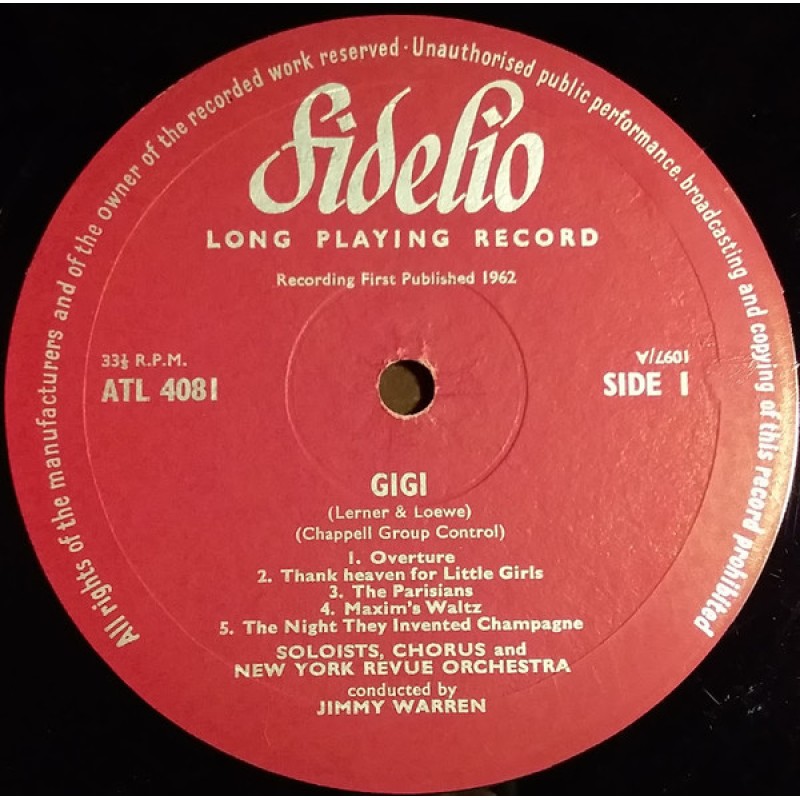 All rights of the manufacturers and of the owner of the recorded work reserved · Unauthorised public performance, broadcasting and copying of this record prohibited
Fidelio
LONG PLAYING RECORD
Recording First Published 1962
33⅓ R.P.M.
ATL 4081
1097/A
SIDE 1
GIGI
(Lerner & Loewe)
(Chappell Group Control)
1. Overture
2. Thank heaven for Little Girls
3. The Parisians
4. Maxim's Waltz
5. The Night They Invented Champagne
SOLOISTS, CHORUS and
NEW YORK REVUE ORCHESTRA
conducted by
JIMMY WARREN